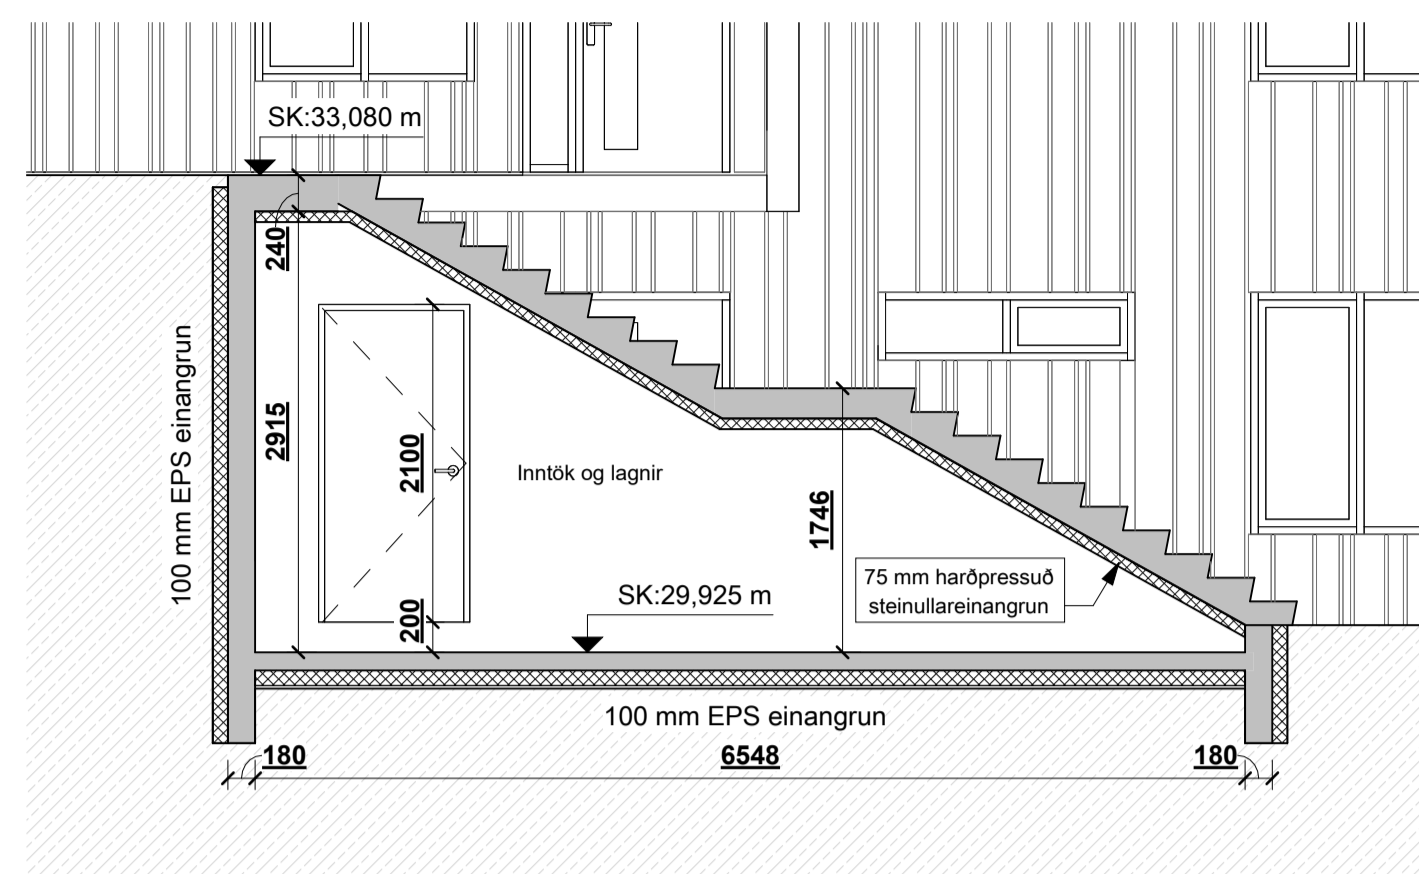 SK:33,080 m
240
100 mm EPS einangrun
2915
2100
Inntök og lagnir
1746
75 mm harðpressuð
steinullareinangrun
SK:29,925 m
200
100 mm EPS einangrun
180
6548
180